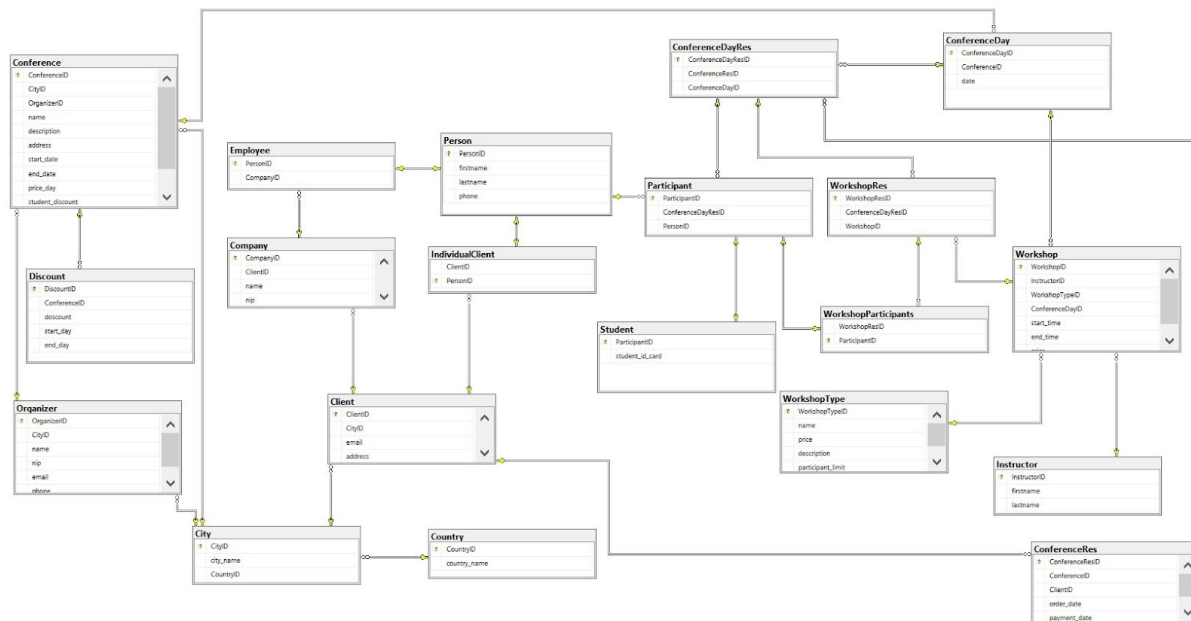 Conference
ConferenceID
CityID
OrganizerID
name
description
address
start_date
end_date
price_day
student_discount
Discount
DiscountID
ConferenceID
doscount
start_day
end_day
Organizer
OrganizerID
CityID
name
nip
email
phone
Employee
PersonID
CompanyID
Company
CompanyID
ClientID
name
nip
Person
PersonID
firstname
lastname
phone
IndividualClient
ClientID
PersonID
Client
ClientID
CityID
email
address
City
CityID
city_name
CountryID
Country
CountryID
country_name
ConferenceDayRes
ConferenceDayResID
ConferenceResID
ConferenceDayID
ConferenceDay
ConferenceDayID
ConferenceID
date
Participant
ParticipantID
ConferenceDayResID
PersonID
WorkshopRes
WorkshopResID
ConferenceDayResID
WorkshopID
Workshop
WorkshopID
InstructorID
WorkshopTypeID
ConferenceDayID
start_time
end_time
price
Student
ParticipantID
student_id_card
WorkshopParticipants
WorkshopResID
ParticipantID
WorkshopType
WorkshopTypeID
name
price
description
participant_limit
Instructor
InstructorID
firstname
lastname
ConferenceRes
ConferenceResID
ConferenceID
ClientID
order_date
payment_date